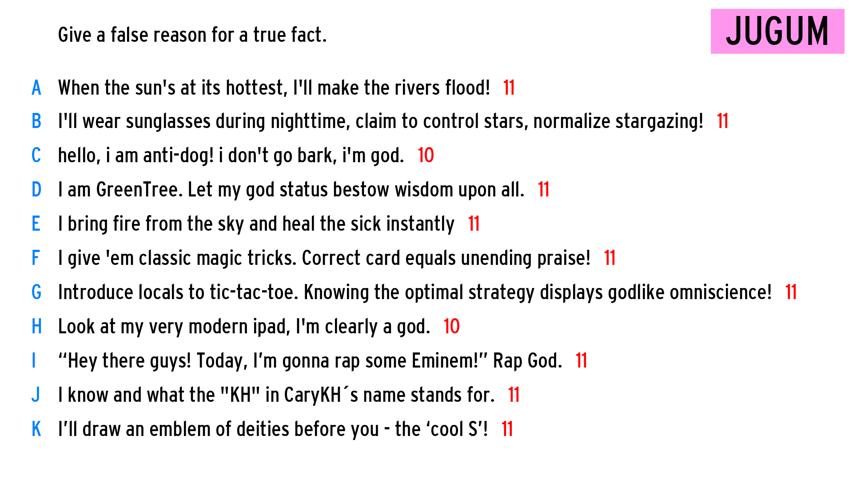 Give a false reason for a true fact.
JUGUM
A When the sun's at its hottest, I'll make the rivers flood! 11
B I'll wear sunglasses during nighttime, claim to control stars, normalize stargazing! 11
C hello, i am anti-dog! i don't go bark, i'm god. 10
D I am GreenTree. Let my god status bestow wisdom upon all. 11
E I bring fire from the sky and heal the sick instantly 11
F I give 'em classic magic tricks. Correct card equals unending praise! 11
G Introduce locals to tic-tac-toe. Knowing the optimal strategy displays godlike omniscience! 11
H Look at my very modern ipad, I'm clearly a god. 10
I “Hey there guys! Today, I’m gonna rap some Eminem!” Rap God. 11
J I know and what the "KH" in CaryKH´s name stands for. 11
K I’ll draw an emblem of deities before you - the ‘cool S’! 11